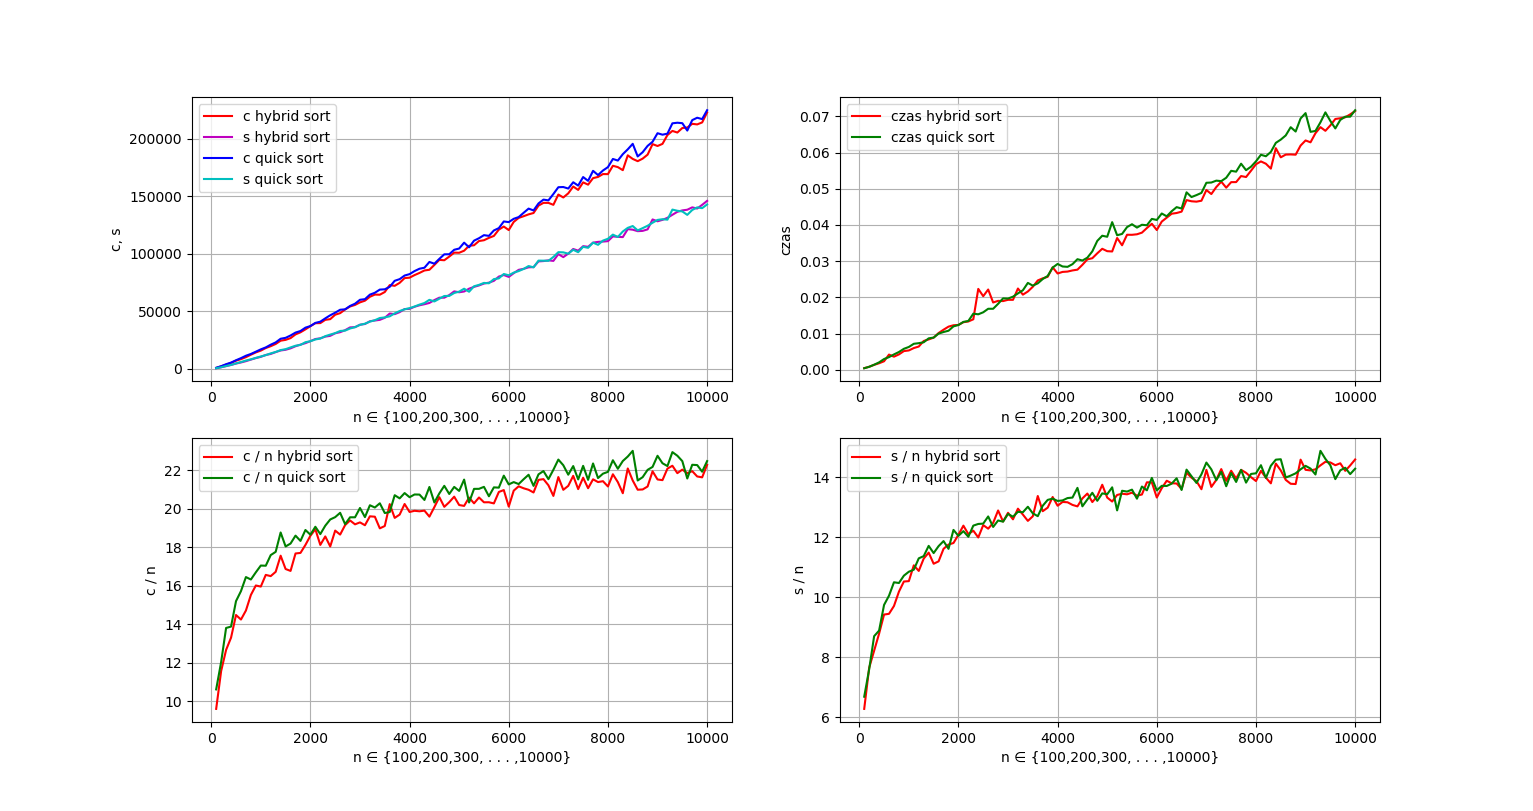 c hybrid sort
s hybrid sort
c quick sort
s quick sort
200000
150000
100000
50000
0
c, s
0 2000 4000 6000 8000 10000
n ∈ {100,200,300, . . . ,10000}
czas hybrid sort
czas quick sort
0.07
0.06
0.05
0.04
0.03
0.02
0.01
0.00
czas
0 2000 4000 6000 8000 10000
n ∈ {100,200,300, . . . ,10000}
c / n hybrid sort
c / n quick sort
22
20
18
16
14
12
10
c / n
0 2000 4000 6000 8000 10000
n ∈ {100,200,300, . . . ,10000}
s / n hybrid sort
s / n quick sort
14
12
10
8
6
s / n
0 2000 4000 6000 8000 10000
n ∈ {100,200,300, . . . ,10000}